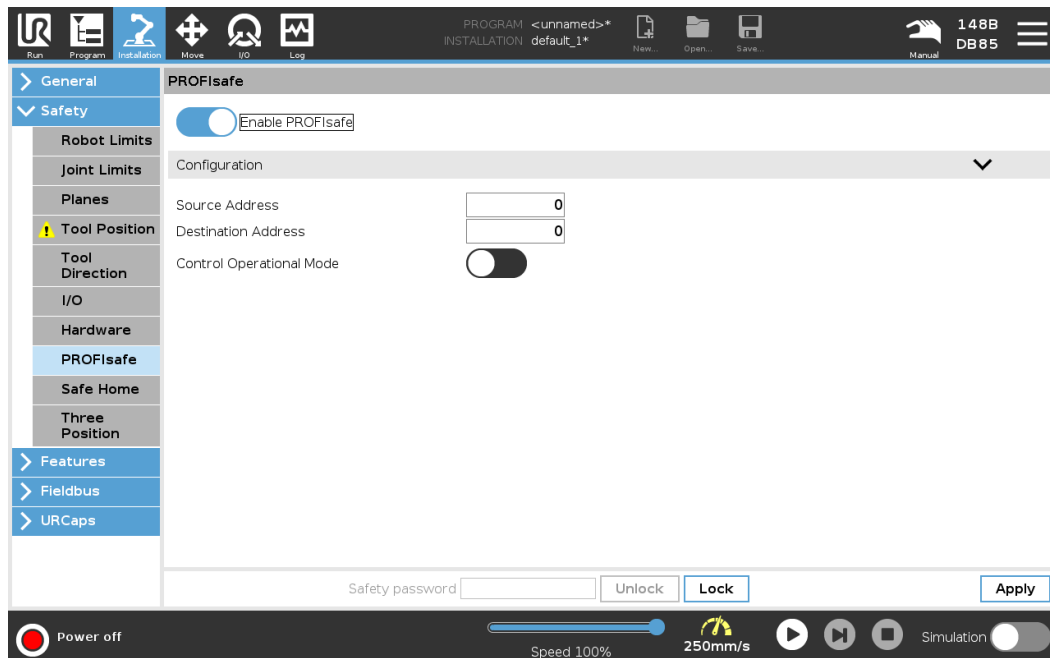 UR
PROGRAM <unnamed>*
INSTALLATION default_1*
Run Program Installation Move I/O Log New... Open... Save... Manual
148B
DB85
General
Safety
Robot Limits
Joint Limits
Planes
Tool Position
Tool
Direction
I/O
Hardware
PROFIsafe
Safe Home
Three
Position
Features
Fieldbus
URCaps
PROFIsafe
Enable PROFIsafe
Configuration
Source Address 0
Destination Address 0
Control Operational Mode
Safety password Unlock Lock Apply
Power off
Speed 100%
250mm/s
Simulation